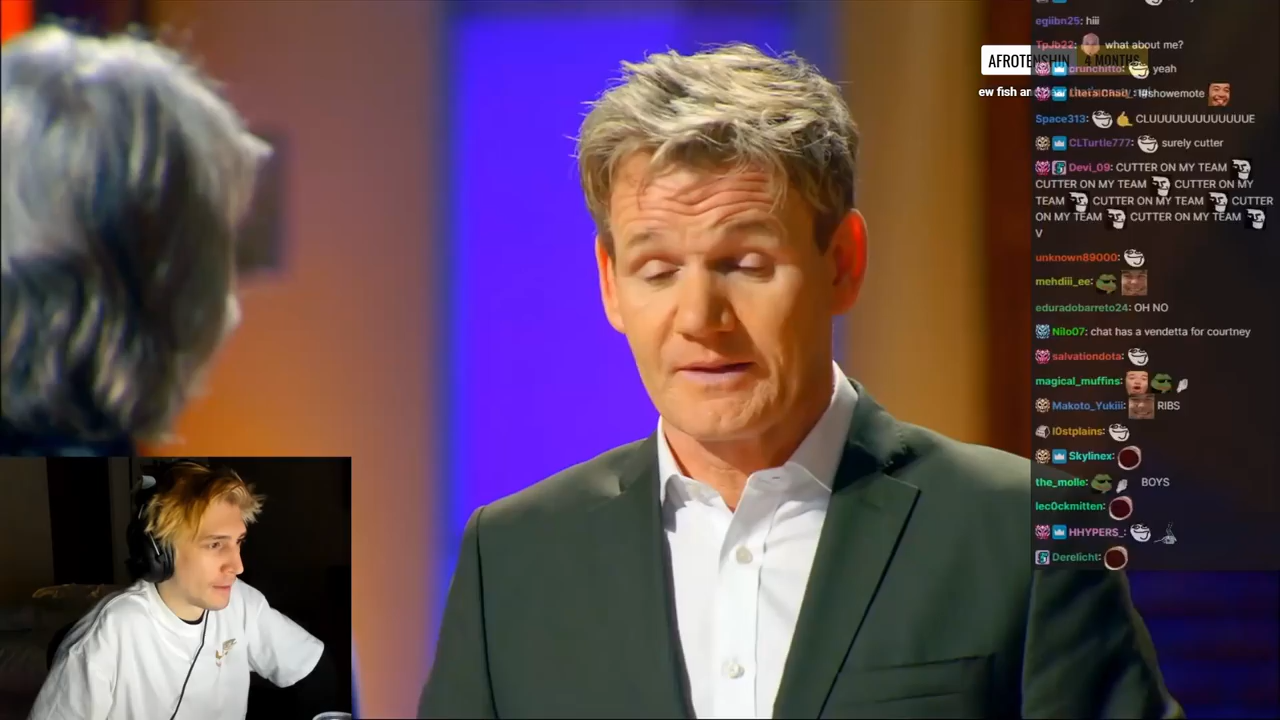 egiibn25: hiii
TpJb22: what about me?
AFROTENSHIN 4 MONTHS
crunchifto: yeah
ew fish an
#showemote
Space313: CLUUUUUUUUUUUUUE
CLTurtle777: surely cutter
Devi_09: CUTTER ON MY TEAM
CUTTER ON MY TEAM CUTTER ON MY
TEAM CUTTER ON MY TEAM CUTTER
ON MY TEAM CUTTER ON MY TEAM
V
unknown89000:
mehdiii_ee:
eduradobarreto24: OH NO
Nilo07: chat has a vendetta for courtney
salvationdota:
magical_muffins:
Makoto_Yukiii: RIBS
l0stplains:
Skylinex:
the_molle: BOYS
lec0ckmitten:
HHYPERS_:
Derelicht: